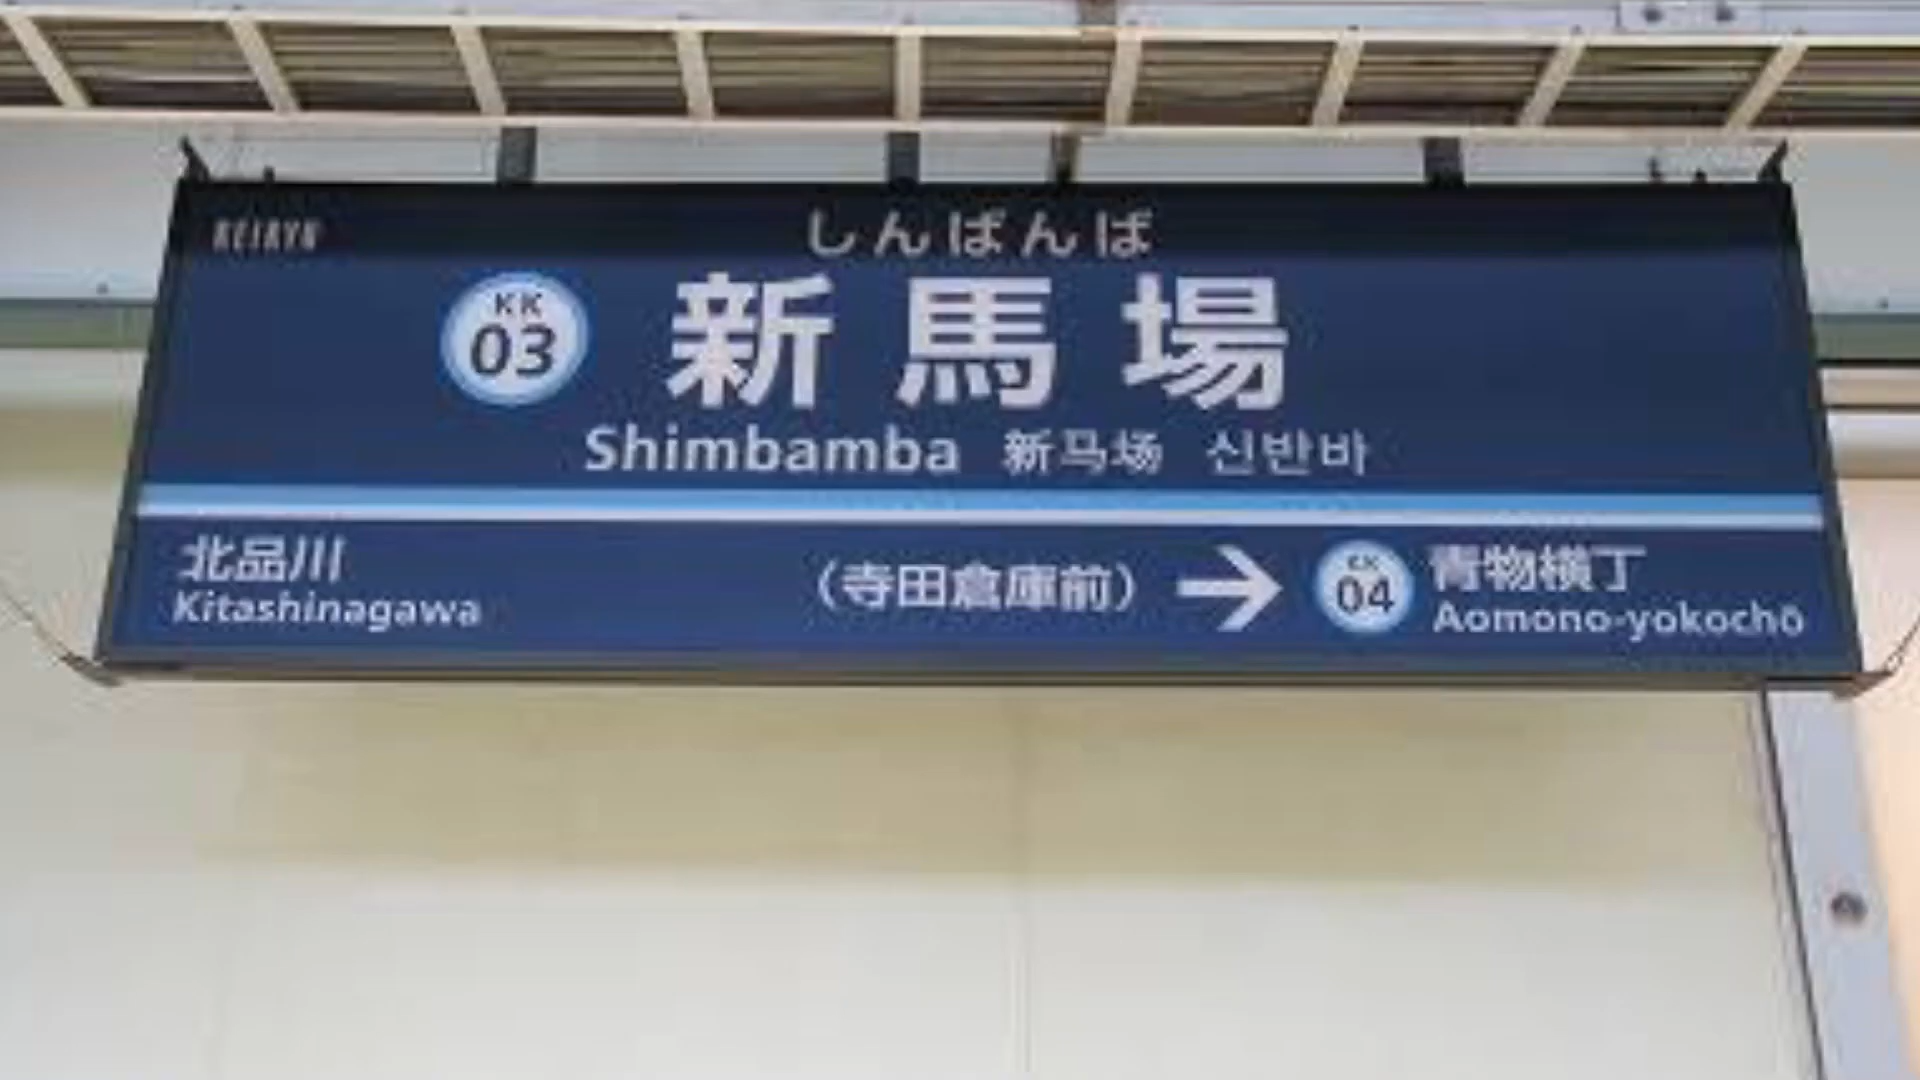 KEIKYU
しんばんば
KK
03
新馬場
Shimbamba 新马场 신반바
北品川
Kitashinagawa
（寺田倉庫前）
→
KK
04
青物横丁
Aomono-yokochō